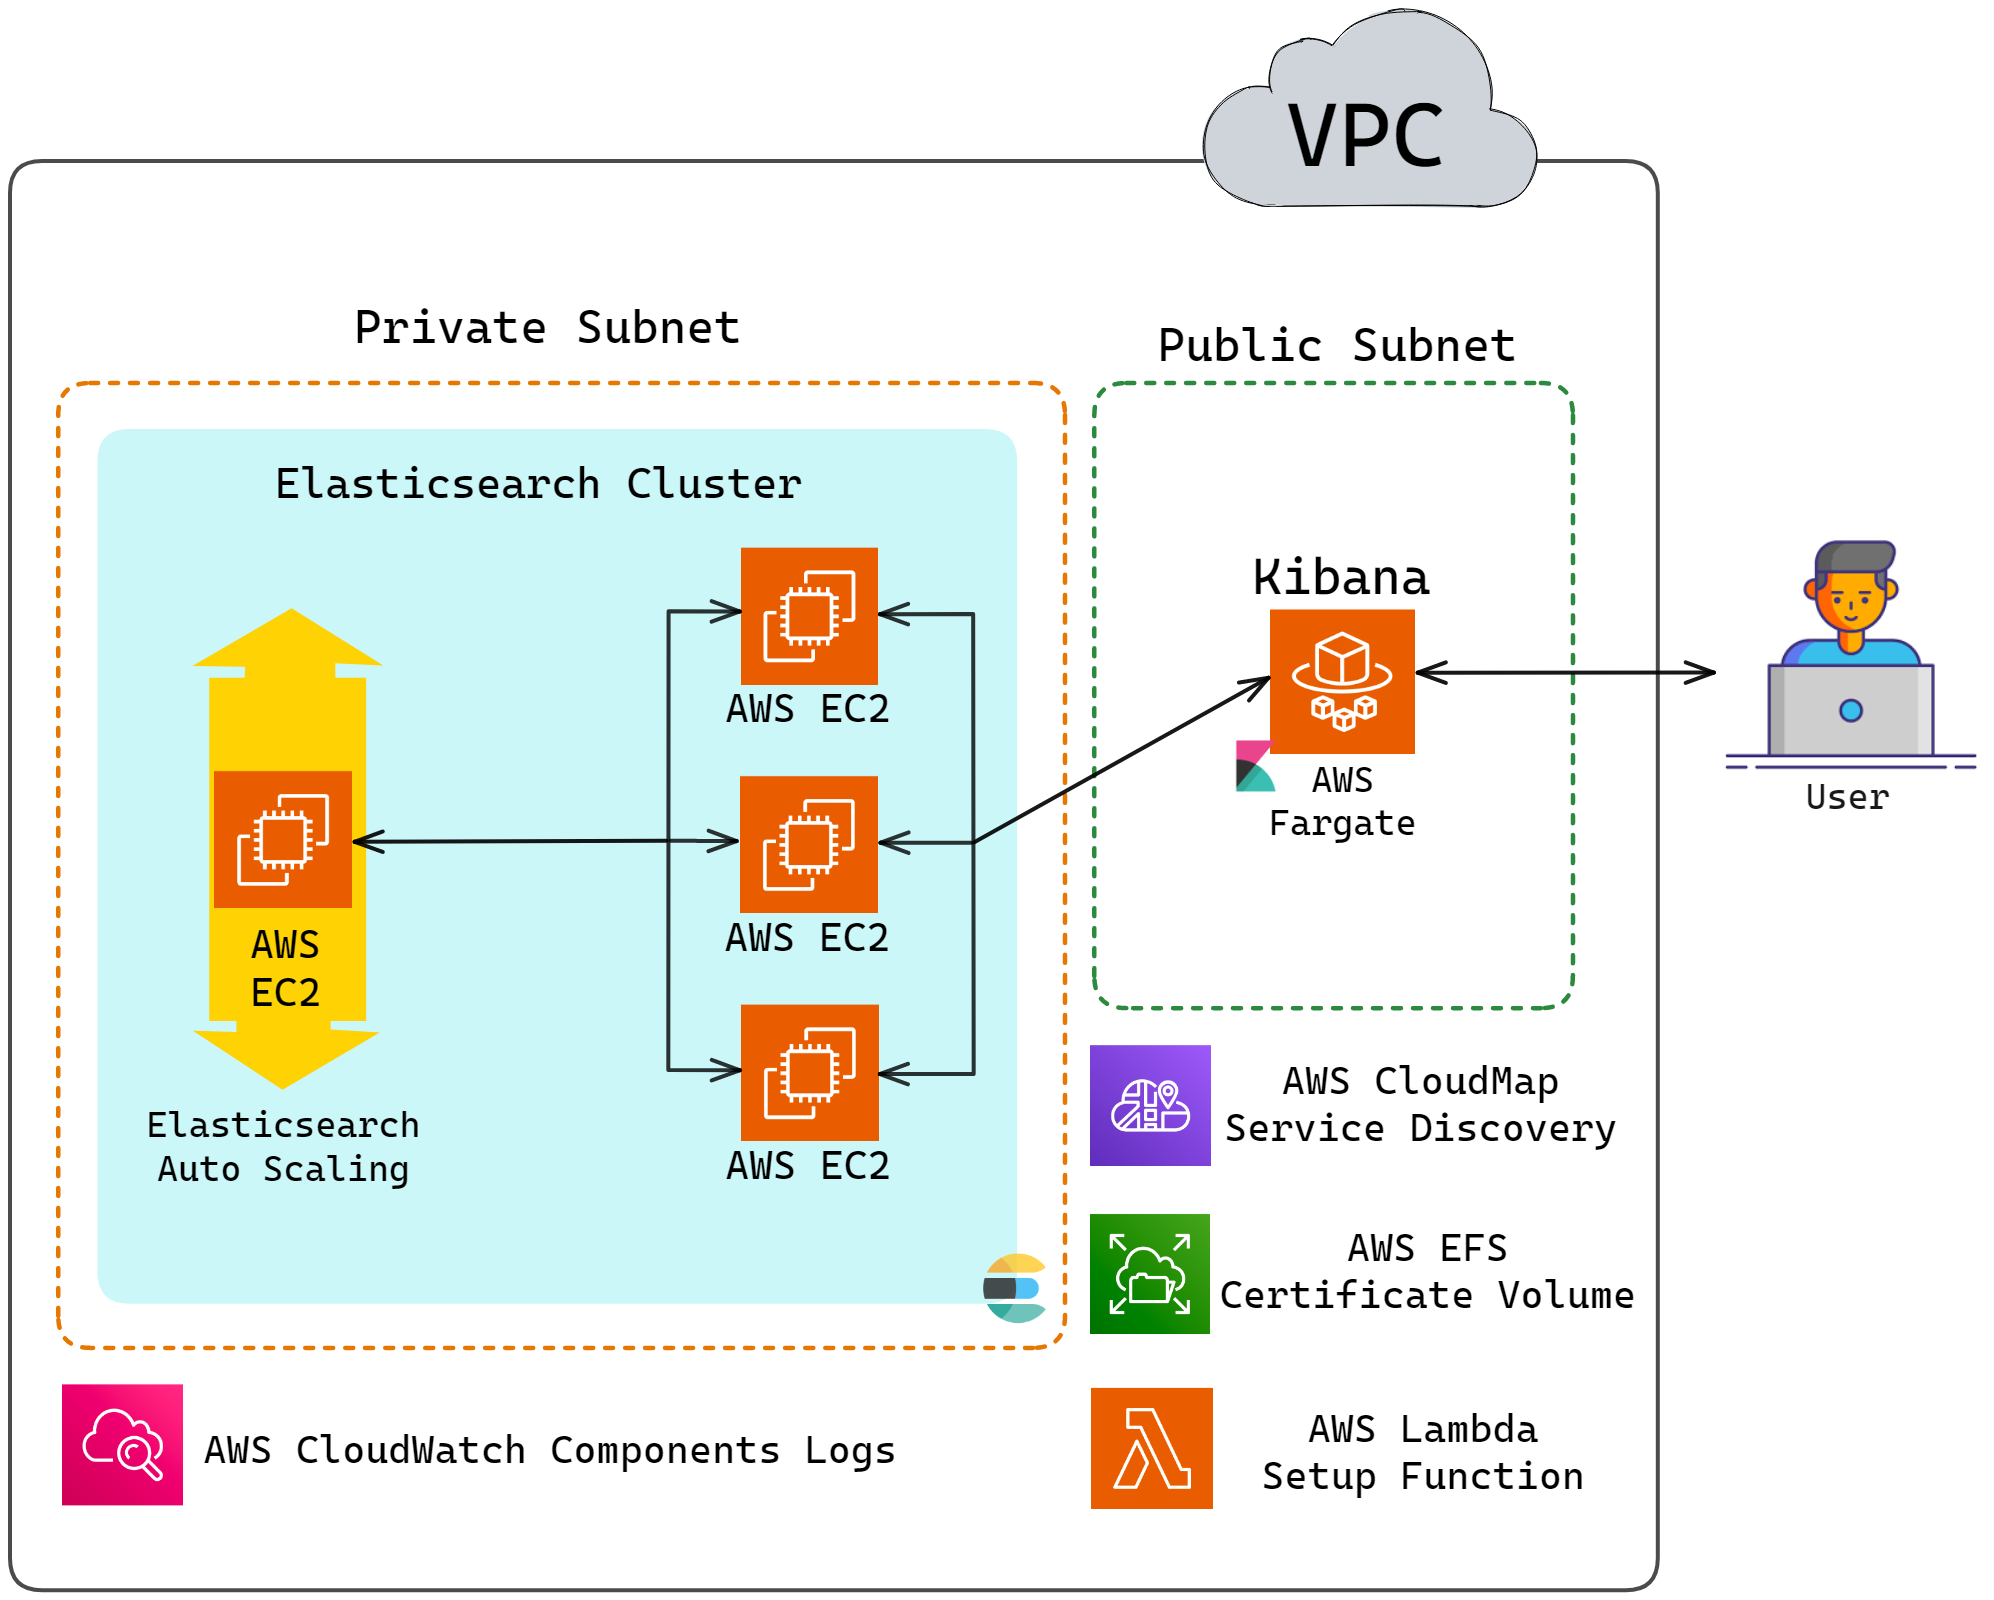 VPC
Private Subnet
Public Subnet
Elasticsearch Cluster
AWS EC2
AWS EC2
AWS EC2
AWS
EC2
Elasticsearch
Auto Scaling
Kibana
AWS
Fargate
User
AWS CloudMap
Service Discovery
AWS EFS
Certificate Volume
AWS Lambda
Setup Function
AWS CloudWatch Components Logs